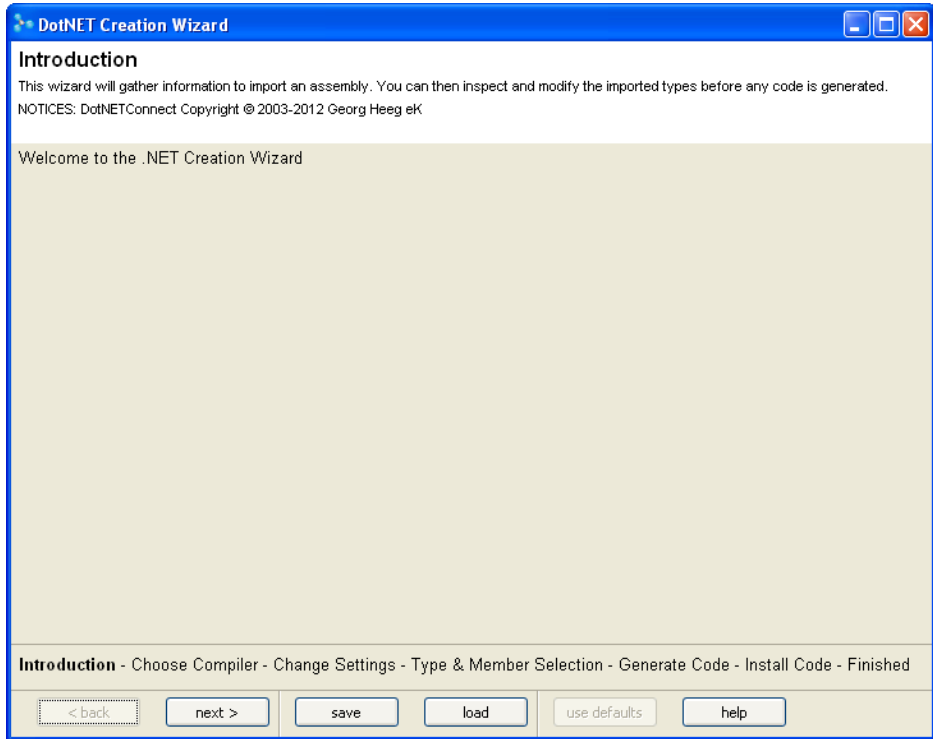 DotNET Creation Wizard
Introduction
This wizard will gather information to import an assembly. You can then inspect and modify the imported types before any code is generated.
NOTICES: DotNETConnect Copyright © 2003-2012 Georg Heeg eK
Welcome to the .NET Creation Wizard
Introduction - Choose Compiler - Change Settings - Type & Member Selection - Generate Code - Install Code - Finished
< back next > save load use defaults help